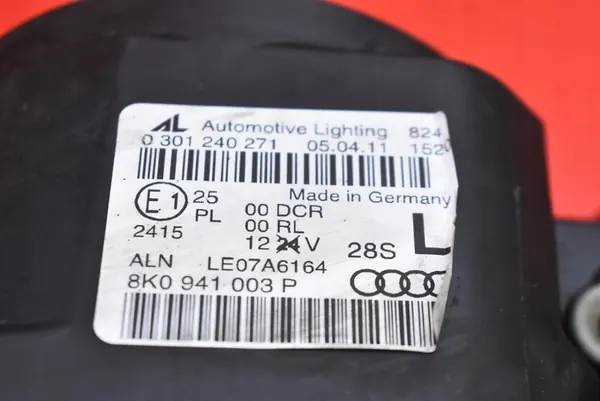 AL Automotive Lighting 824
0 301 240 271 05.04.11
Made in Germany
E1 25 00 DCR
PL 00 RL
2415 12 24 V 28S L
ALN LE07A6164
8K0 941 003 P